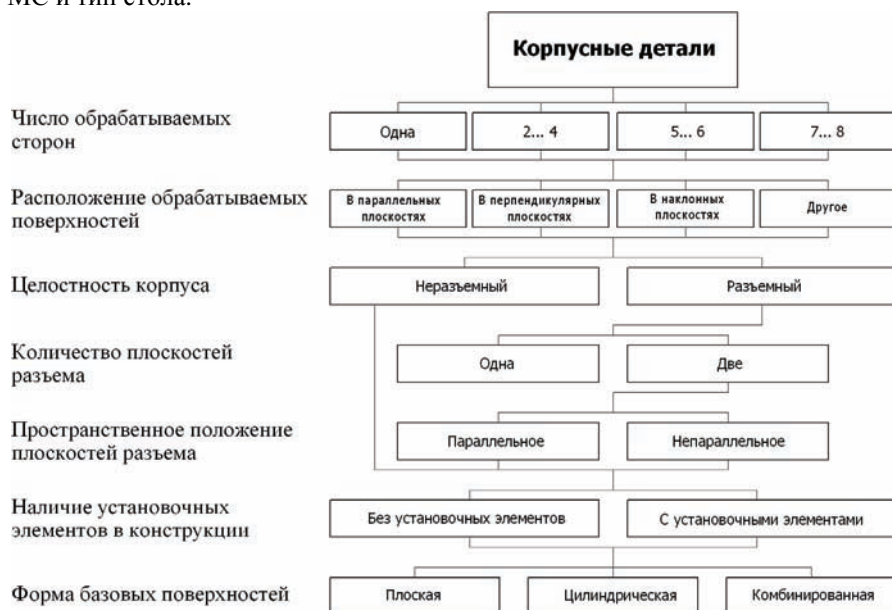 МС и тип стола.
Корпусные детали
Число обрабатываемых
сторон
Одна
2... 4
5... 6
7... 8
Расположение обрабатываемых
поверхностей
В параллельных
плоскостях
В перпендикулярных
плоскостях
В наклонных
плоскостях
Другое
Целостность корпуса
Неразъемный
Разъемный
Количество плоскостей
разъема
Одна
Две
Пространственное положение
плоскостей разъема
Параллельное
Непараллельное
Наличие установочных
элементов в конструкции
Без установочных элементов
С установочными элементами
Форма базовых поверхностей
Плоская
Цилиндрическая
Комбинированная